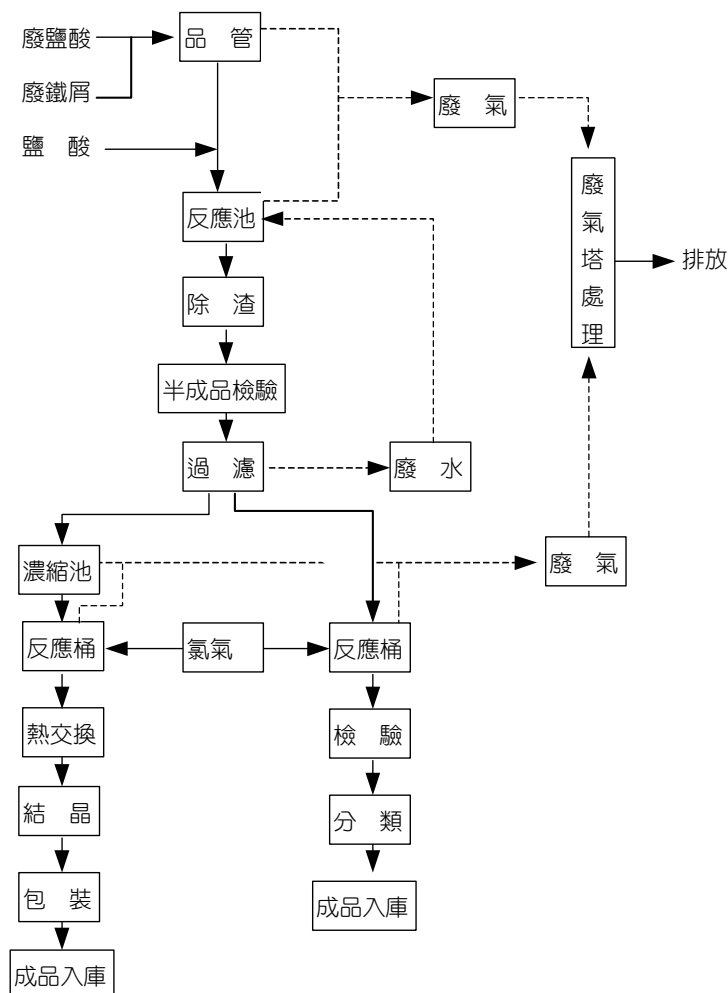 廢鹽酸
品　管
廢鐵屑
廢　氣
鹽　酸
廢氣塔處理
反應池
排放
除　渣
半成品檢驗
過　濾
廢　水
濃縮池
廢　氣
反應桶
氯氣
反應桶
熱交換
檢　驗
結　晶
分　類
包　裝
成品入庫
成品入庫